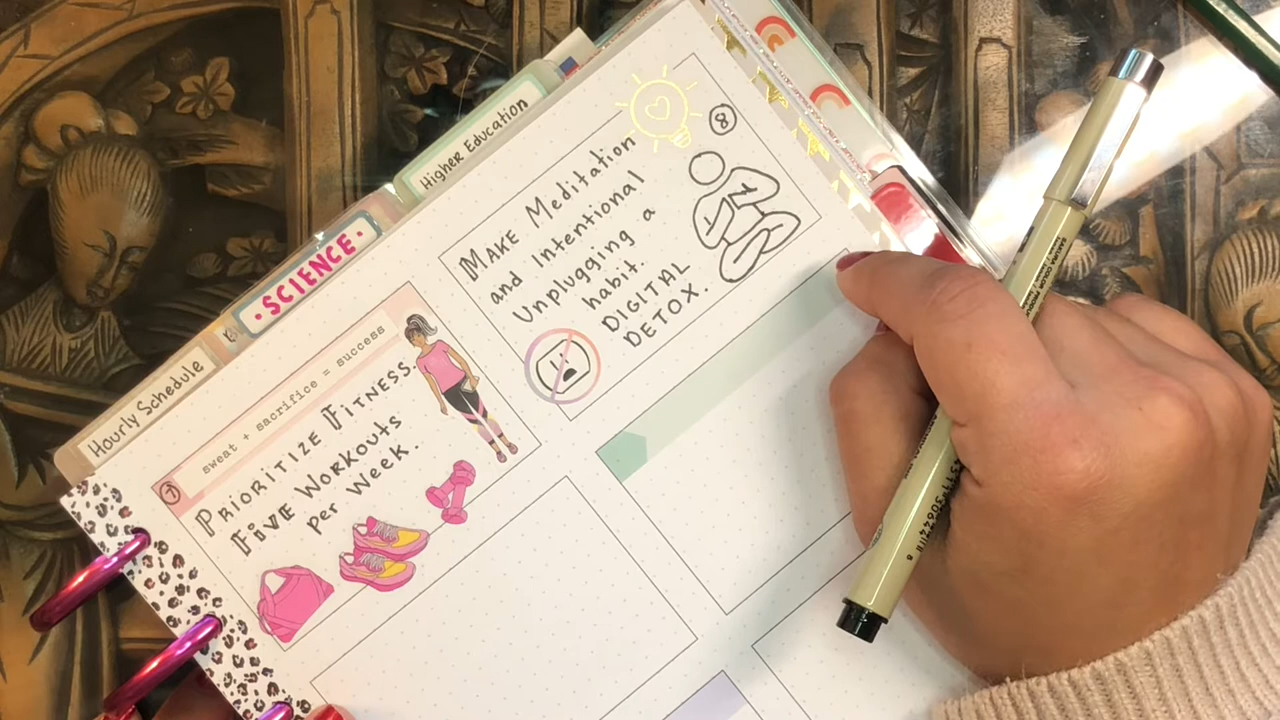 Higher Education
• SCIENCE •
Hourly Schedule
7
sweat + sacrifice = success
PRIORITIZE FITNESS
FIVE WORKOUTS
per WEEK.
8
MAKE MEDITATION
and INTENTIONAL
UNPLUGGING a
habit.
DIGITAL
DETOX.